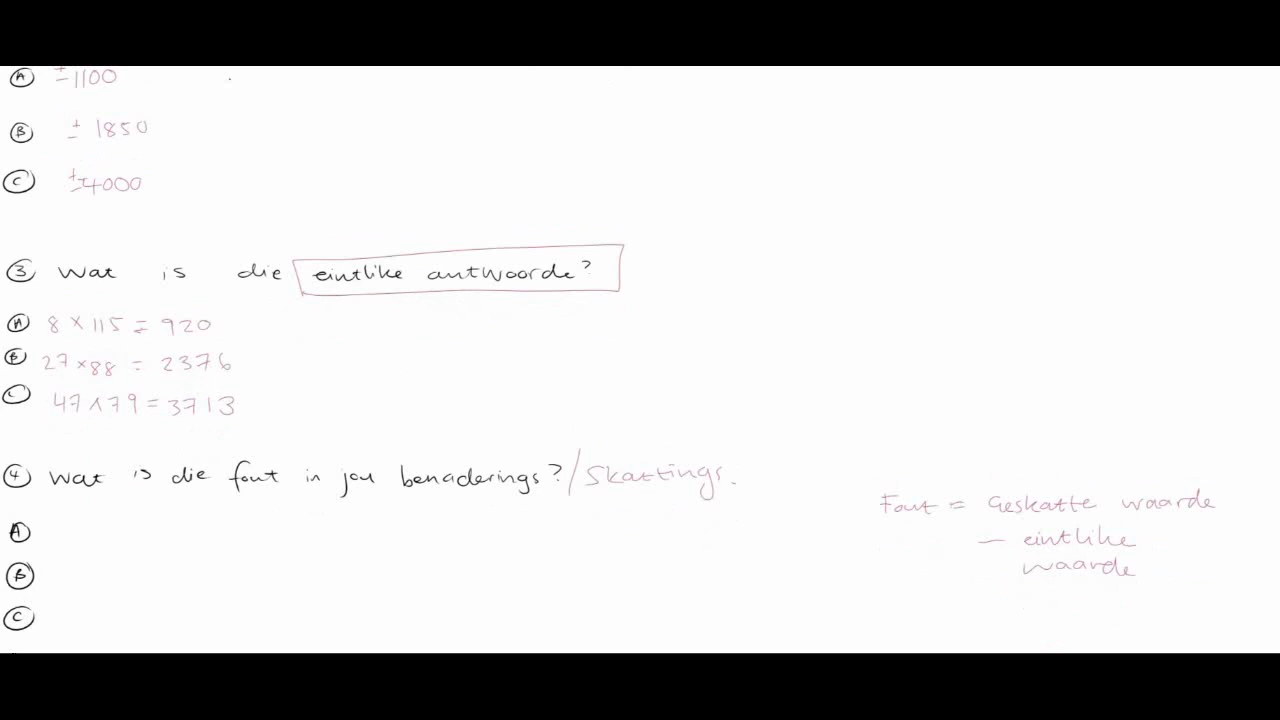 A ± 1100
B ± 1850
C ± 4000
3 Wat is die eintlike antwoorde?
A 8 × 115 = 920
B 27 × 88 = 2376
C 47 × 79 = 3713
4 Wat is die fout in jou benaderings? / Skattings.
Fout = Geskatte waarde
— eintlike
waarde
A
B
C